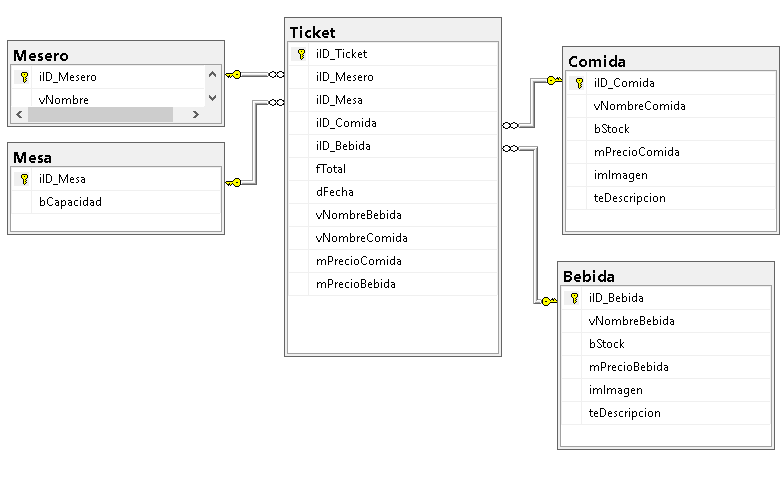 Mesero
iID_Mesero
vNombre
Mesa
iID_Mesa
bCapacidad
Ticket
iID_Ticket
iID_Mesero
iID_Mesa
iID_Comida
iID_Bebida
fTotal
dFecha
vNombreBebida
vNombreComida
mPrecioComida
mPrecioBebida
Comida
iID_Comida
vNombreComida
bStock
mPrecioComida
imImagen
teDescripcion
Bebida
iID_Bebida
vNombreBebida
bStock
mPrecioBebida
imImagen
teDescripcion